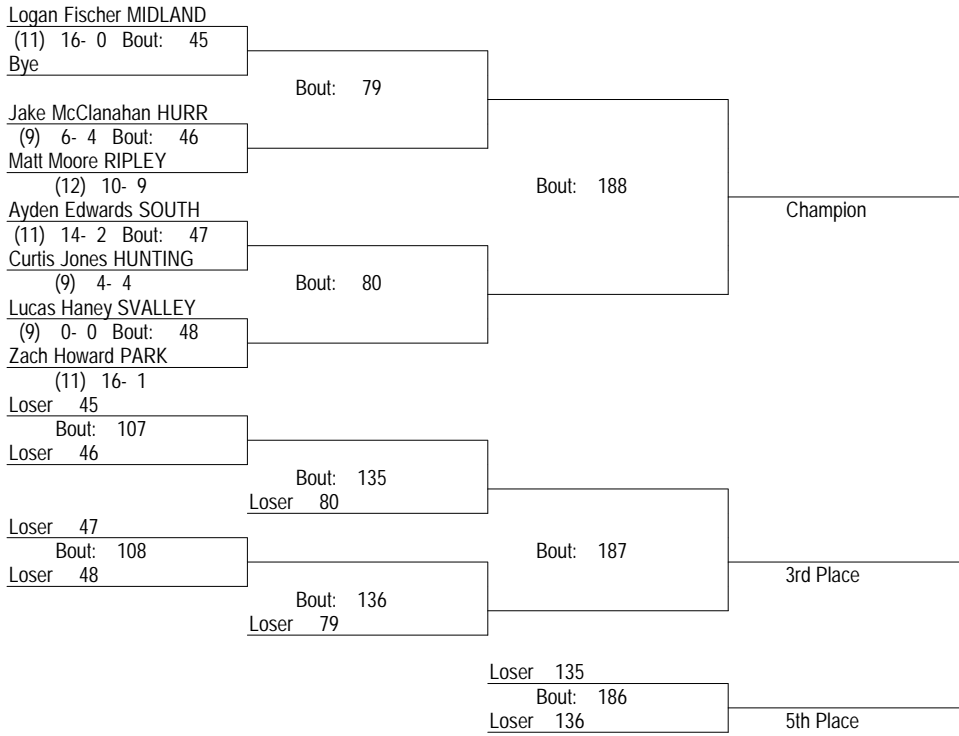 Logan Fischer MIDLAND
(11) 16- 0 Bout: 45
Bye
Bout: 79
Jake McClanahan HURR
(9) 6- 4 Bout: 46
Matt Moore RIPLEY
(12) 10- 9
Bout: 188
Ayden Edwards SOUTH
Champion
(11) 14- 2 Bout: 47
Curtis Jones HUNTING
(9) 4- 4
Bout: 80
Lucas Haney SVALLEY
(9) 0- 0 Bout: 48
Zach Howard PARK
(11) 16- 1
Loser 45
Bout: 107
Loser 46
Bout: 135
Loser 80
Loser 47
Bout: 108
Bout: 187
Loser 48
3rd Place
Bout: 136
Loser 79
Loser 135
Bout: 186
Loser 136
5th Place